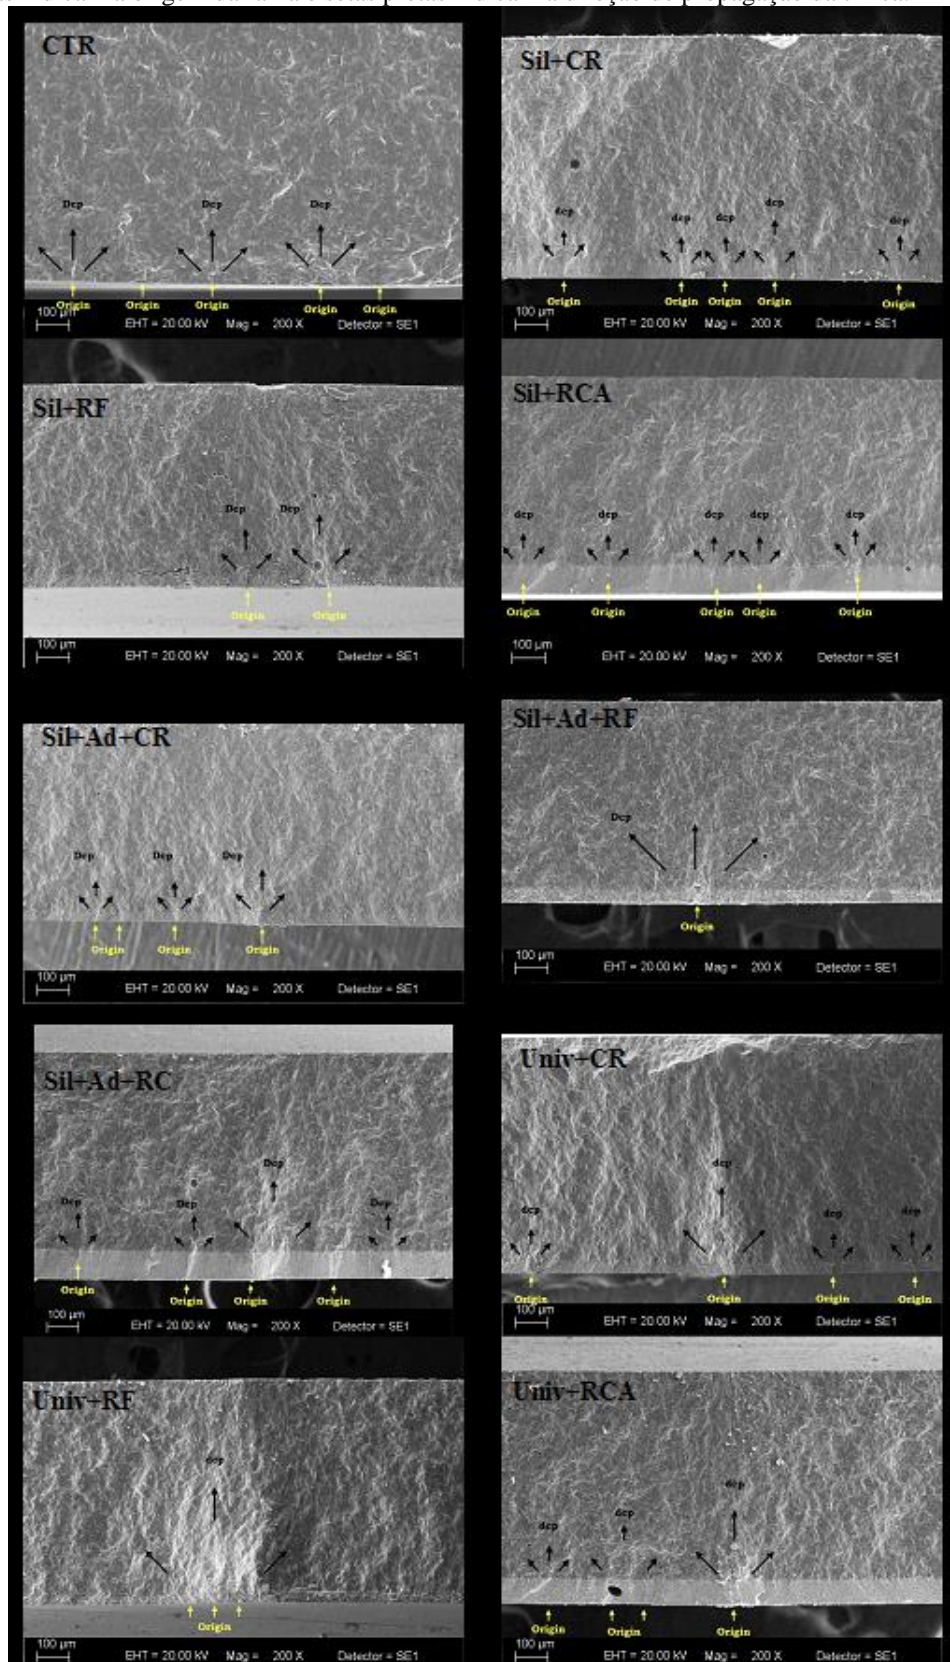 CTR
Dcp Dcp Dcp
Origin Origin Origin Origin Origin
100 µm EHT = 20.00 kV Mag = 200 X Detector = SE1
Sil+CR
dcp dcp dcp dcp dcp
Origin Origin Origin Origin Origin
100 µm EHT = 20.00 kV Mag = 200 X Detector = SE1
Sil+RF
Dcp Dcp
Origin Origin
100 µm EHT = 20.00 kV Mag = 200 X Detector = SE1
Sil+RCA
dcp dcp dcp dcp dcp
Origin Origin Origin Origin Origin
100 µm EHT = 20.00 kV Mag = 200 X Detector = SE1
Sil+Ad+CR
Dcp Dcp Dcp
Origin Origin Origin
100 µm EHT = 20.00 kV Mag = 200 X Detector = SE1
Sil+Ad+RF
Dcp
Origin
100 µm EHT = 20.00 kV Mag = 200 X Detector = SE1
Sil+Ad+RC
Dcp
Dcp Dcp Dcp
Origin Origin Origin Origin
100 µm EHT = 20.00 kV Mag = 200 X Detector = SE1
Univ+CR
dcp
dcp dcp dcp
Origin Origin Origin Origin
100 µm EHT = 20.00 kV Mag = 200 X Detector = SE1
Univ+RF
dcp
Origin
100 µm EHT = 20.00 kV Mag = 200 X Detector = SE1
Univ+RCA
dcp
dcp dcp
Origin Origin Origin
100 µm EHT = 20.00 kV Mag = 200 X Detector = SE1